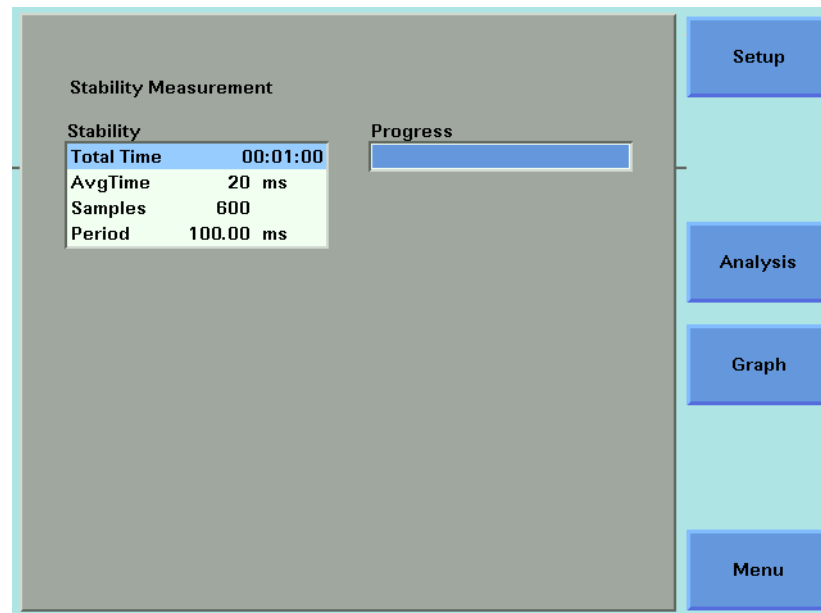 Stability Measurement
Stability
Total Time 00:01:00
AvgTime 20 ms
Samples 600
Period 100.00 ms
Progress
Setup
Analysis
Graph
Menu